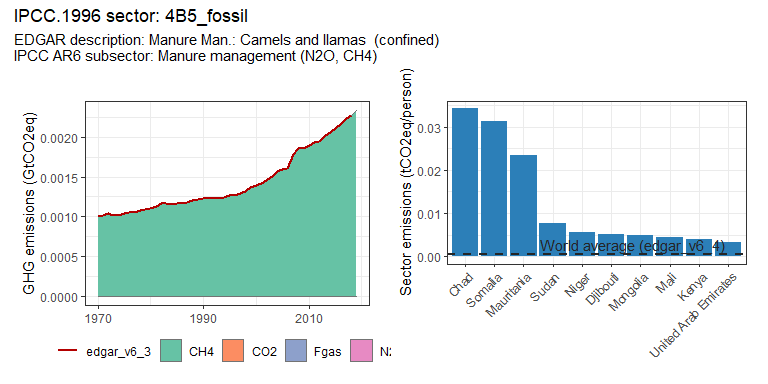 IPCC.1996 sector: 4B5_fossil
EDGAR description: Manure Man.: Camels and llamas (confined)
IPCC AR6 subsector: Manure management (N2O, CH4)
GHG emissions (GtCO2eq)
0.0020
0.0015
0.0010
0.0005
0.0000
1970
1990
2010
edgar_v6_3
CH4
CO2
Fgas
N2
Sector emissions (tCO2eq/person)
0.03
0.02
0.01
0.00
World average (edgar_v6_4)
Chad
Somalia
Mauritania
Sudan
Niger
Djibouti
Mongolia
Mali
Kenya
United Arab Emirates